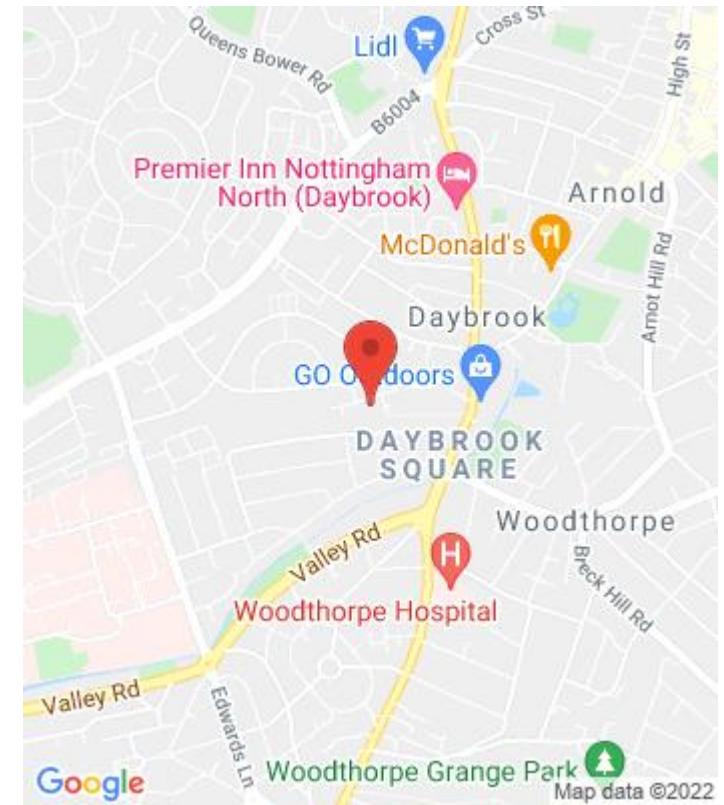 Lidl
Cross St
Queens Bower Rd
High St
B6004
Premier Inn Nottingham
North (Daybrook)
Arnold
McDonald's
Arnot Hill Rd
Daybrook
GO Outdoors
DAYBROOK
SQUARE
Woodthorpe
Valley Rd
H
Breck Hill Rd
Woodthorpe Hospital
Valley Rd
Edwards Ln
Woodthorpe Grange Park
Google
Map data ©2022